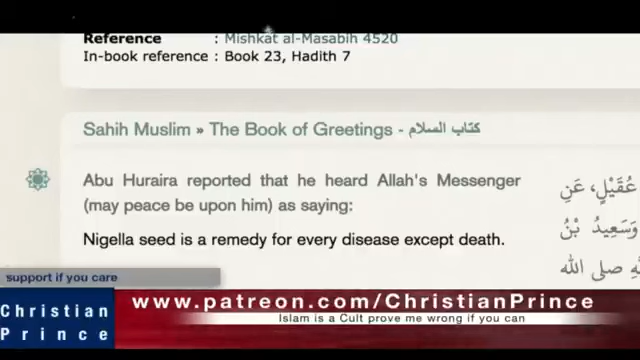 Reference : Mishkat al-Masabih 4520
In-book reference : Book 23, Hadith 7
Sahih Muslim » The Book of Greetings - كتاب السلام
Abu Huraira reported that he heard Allah's Messenger
(may peace be upon him) as saying:
Nigella seed is a remedy for every disease except death.
عُقَيْلٍ، عَنِ
وَسَعِيدُ بْنُ
صلى الله
support if you care
Christian
Prince
www.patreon.com/ChristianPrince
Islam is a Cult prove me wrong if you can